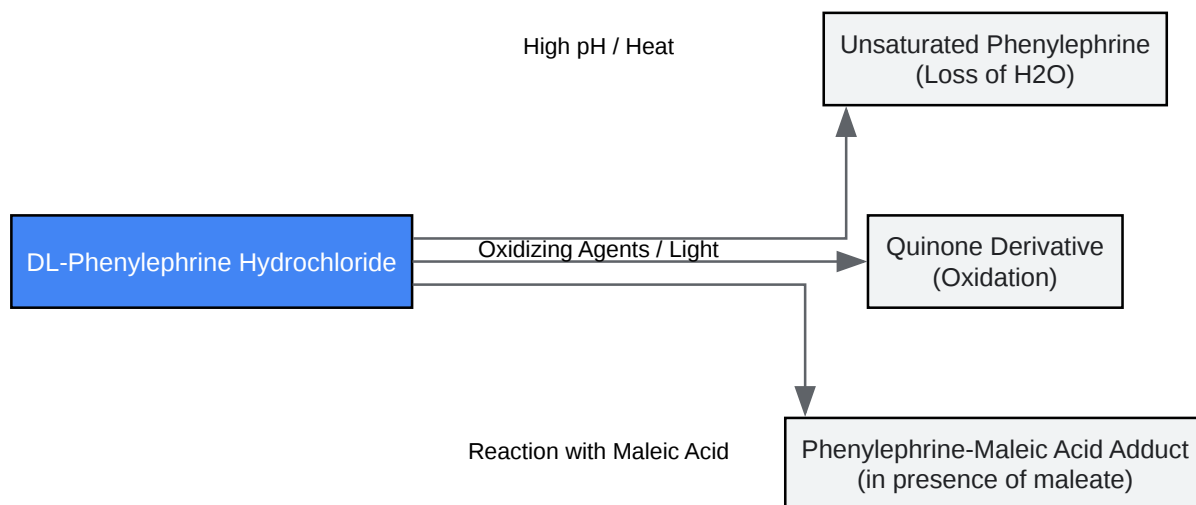 High pH / Heat
Unsaturated Phenylephrine
(Loss of H2O)
DL-Phenylephrine Hydrochloride
Oxidizing Agents / Light
Quinone Derivative
(Oxidation)
Reaction with Maleic Acid
Phenylephrine-Maleic Acid Adduct
(in presence of maleate)